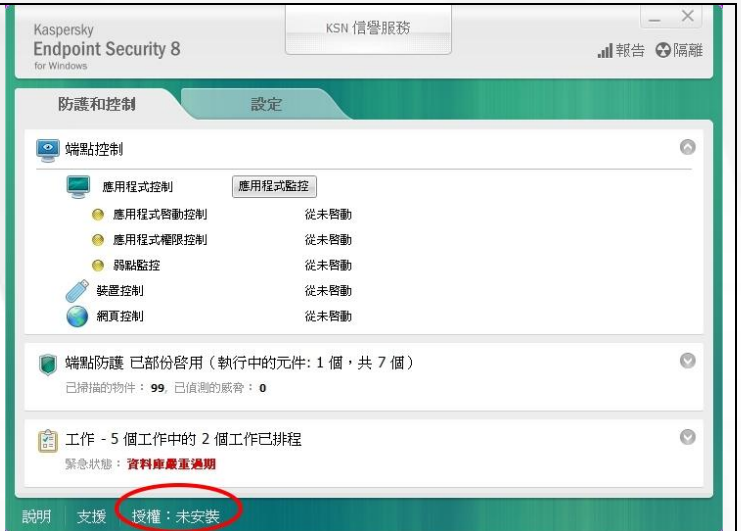 Kaspersky
Endpoint Security 8
for Windows
KSN 信譽服務
報告 隔離
防護和控制 設定
端點控制
應用程式控制 應用程式監控
應用程式啓動控制 從未啓動
應用程式權限控制 從未啓動
弱點監控 從未啓動
裝置控制 從未啓動
網頁控制 從未啓動
端點防護 已部份啓用（執行中的元件: 1 個，共 7 個）
已掃描的物件： 99, 已偵測的威脅： 0
工作 - 5 個工作中的 2 個工作已排程
緊急狀態： 資料庫嚴重過期
說明 支援 授權：未安裝